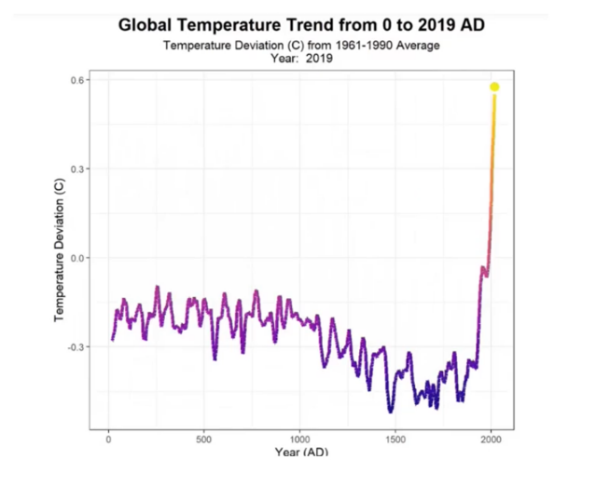 Global Temperature Trend from 0 to 2019 AD
Temperature Deviation (C) from 1961-1990 Average
Year: 2019
Temperature Deviation (C)
0.6
0.3
0.0
-0.3
0 500 1000 1500 2000
Year (AD)